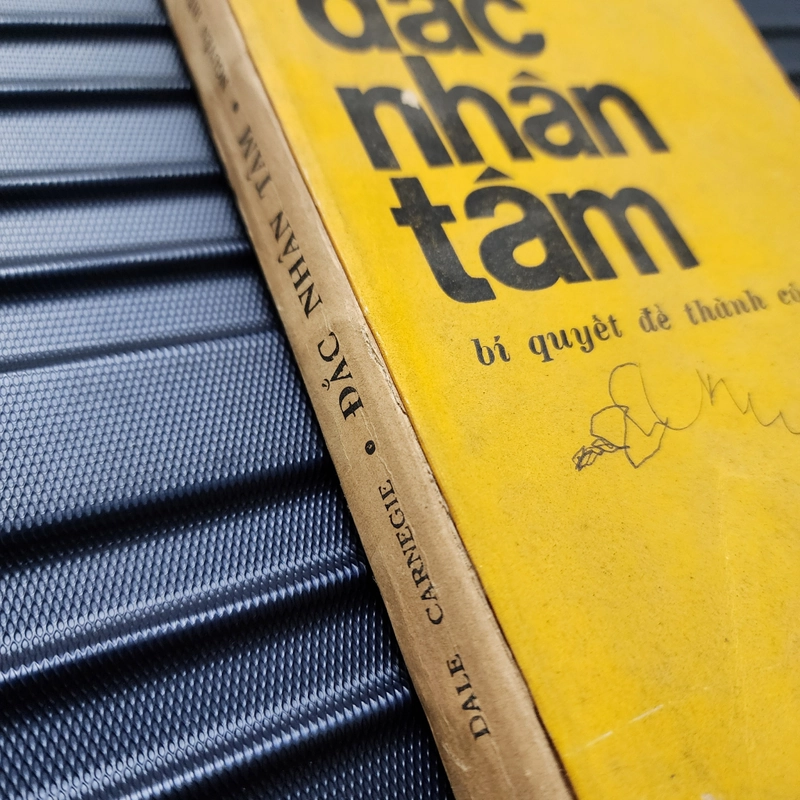 đắc
nhân
tâm
bí quyết để thành
DALE CARNEGIE • ĐẮC NHÂN TÂM •